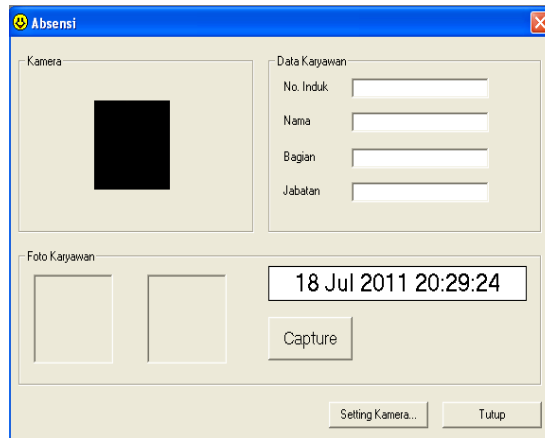 Absensi
Kamera
Data Karyawan
No. Induk
Nama
Bagian
Jabatan
Foto Karyawan
18 Jul 2011 20:29:24
Capture
Setting Kamera...
Tutup